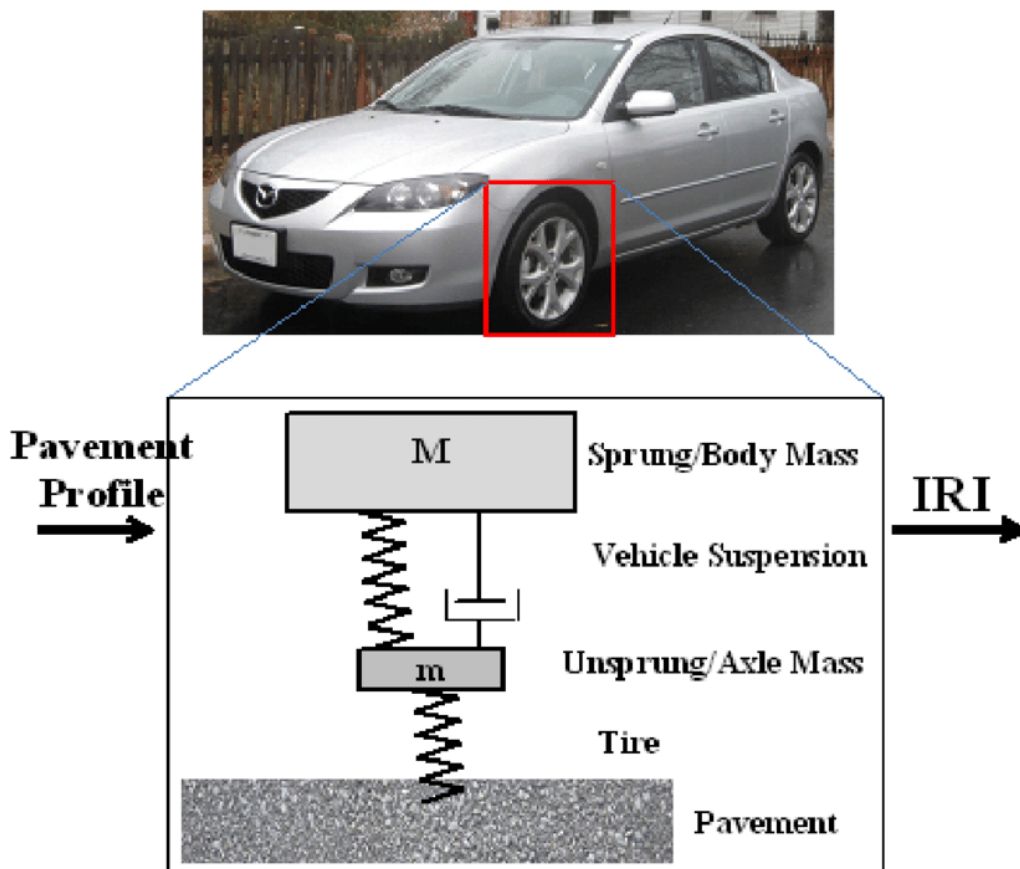 Pavement
Profile
M
Sprung/Body Mass
IRI
Vehicle Suspension
m
Unsprung/Axle Mass
Tire
Pavement